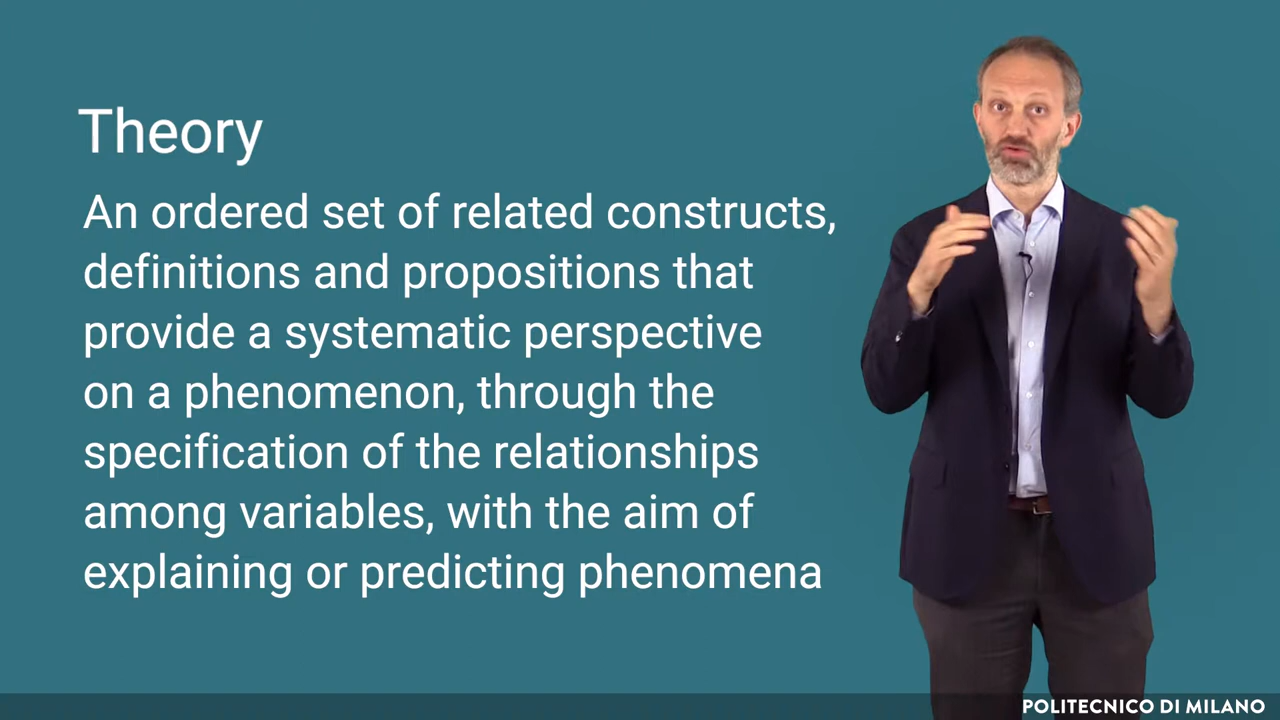 Theory
An ordered set of related constructs,
definitions and propositions that
provide a systematic perspective
on a phenomenon, through the
specification of the relationships
among variables, with the aim of
explaining or predicting phenomena
POLITECNICO DI MILANO